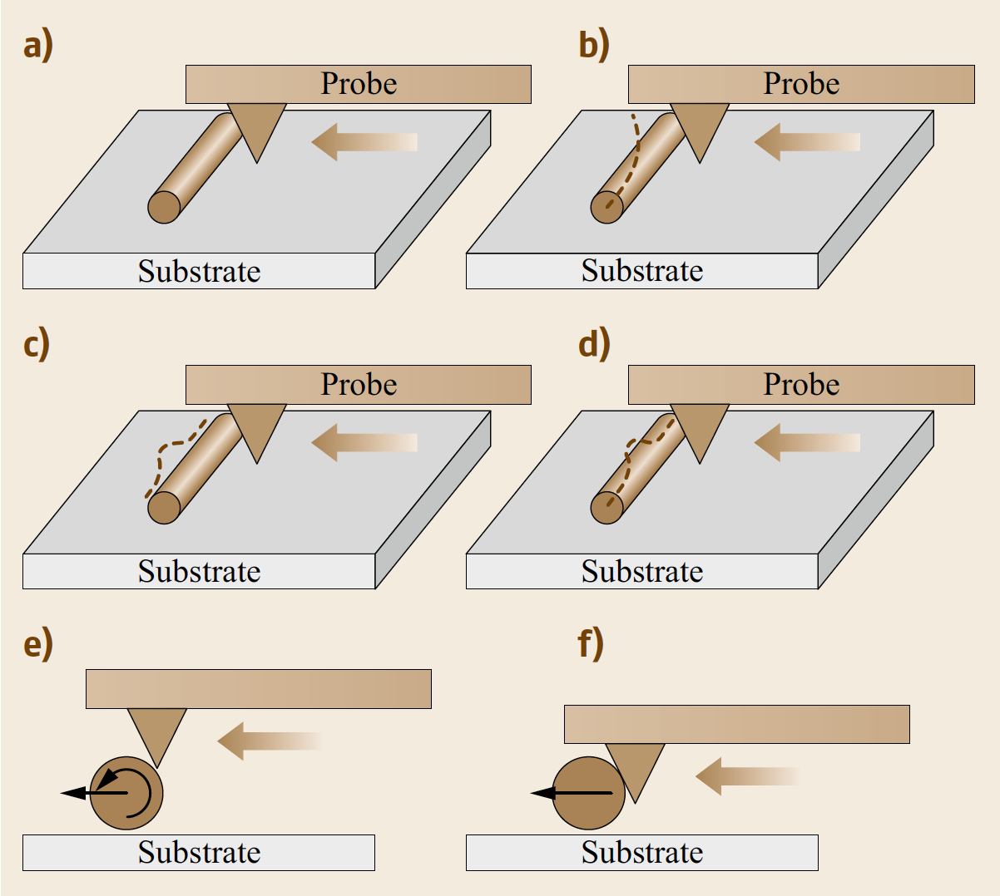 a)
b)
Probe
Probe
Substrate
Substrate
c)
d)
Probe
Probe
Substrate
Substrate
e)
f)
Substrate
Substrate